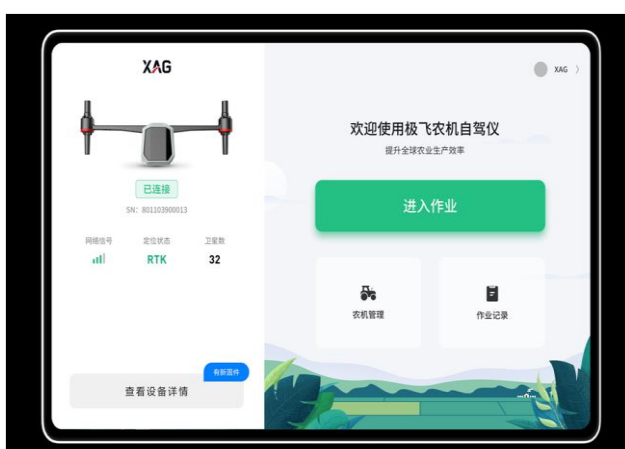 XAG
已连接
SN: 801103900013
网络信号 定位状态 卫星数
RTK 32
有新固件
查看设备详情
XAG
欢迎使用极飞农机自驾仪
提升全球农业生产效率
进入作业
农机管理 作业记录